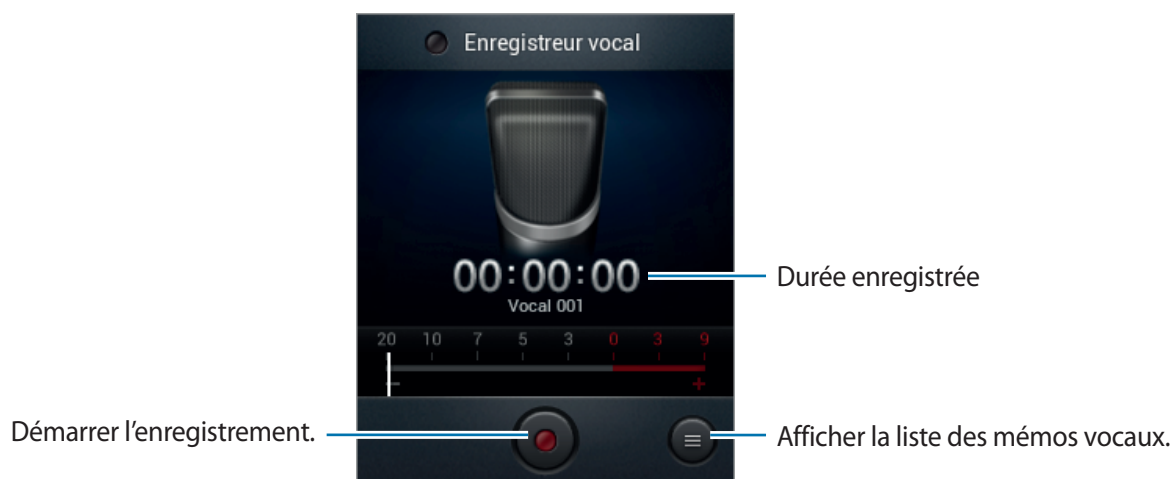 Enregistreur vocal
00:00:00
Durée enregistrée
Vocal 001
20 10 7 5 3 0 3 9
- +
Démarrer l'enregistrement.
Afficher la liste des mémos vocaux.